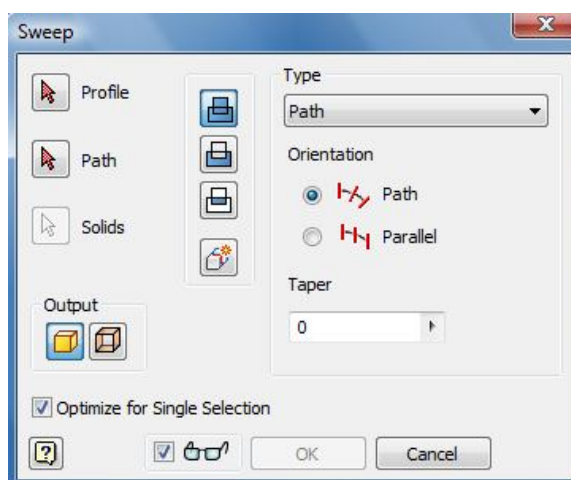 Sweep
Profile
Path
Solids
Output
Type
Path
Orientation
Path
Parallel
Taper
0
Optimize for Single Selection
?
OK
Cancel